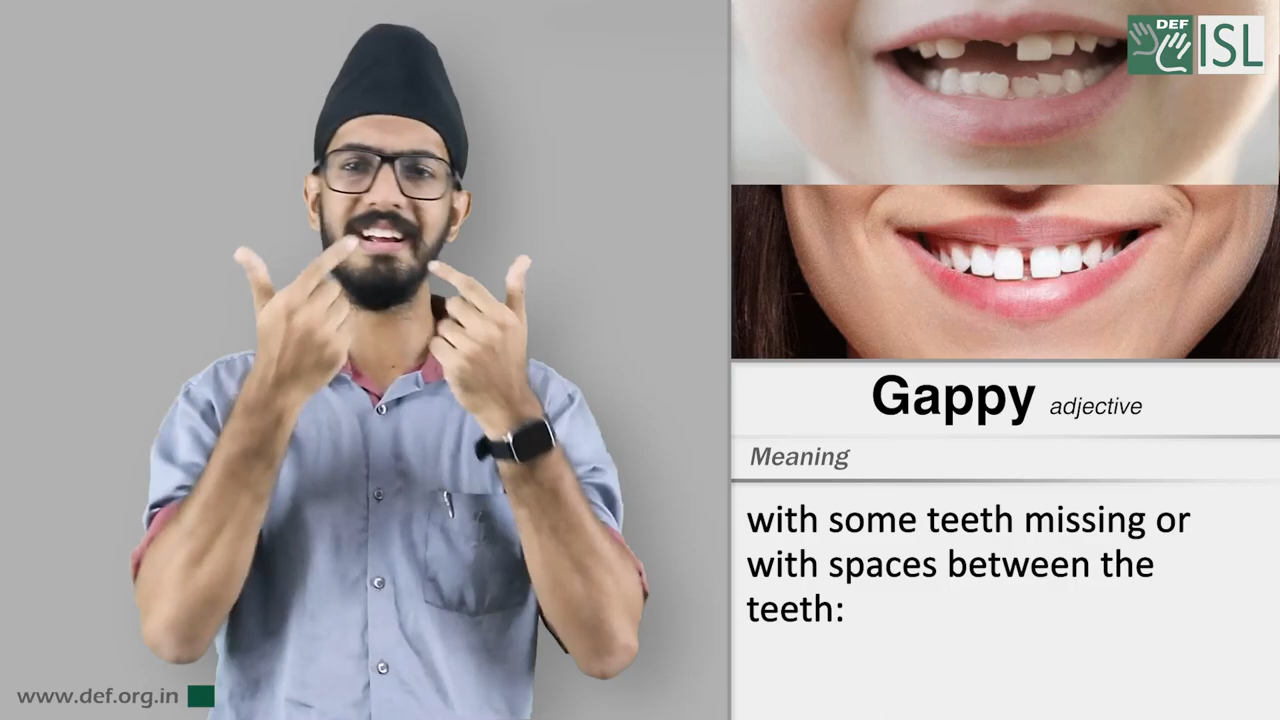 DEF
ISL
Gappy adjective
Meaning
with some teeth missing or
with spaces between the
teeth:
www.def.org.in